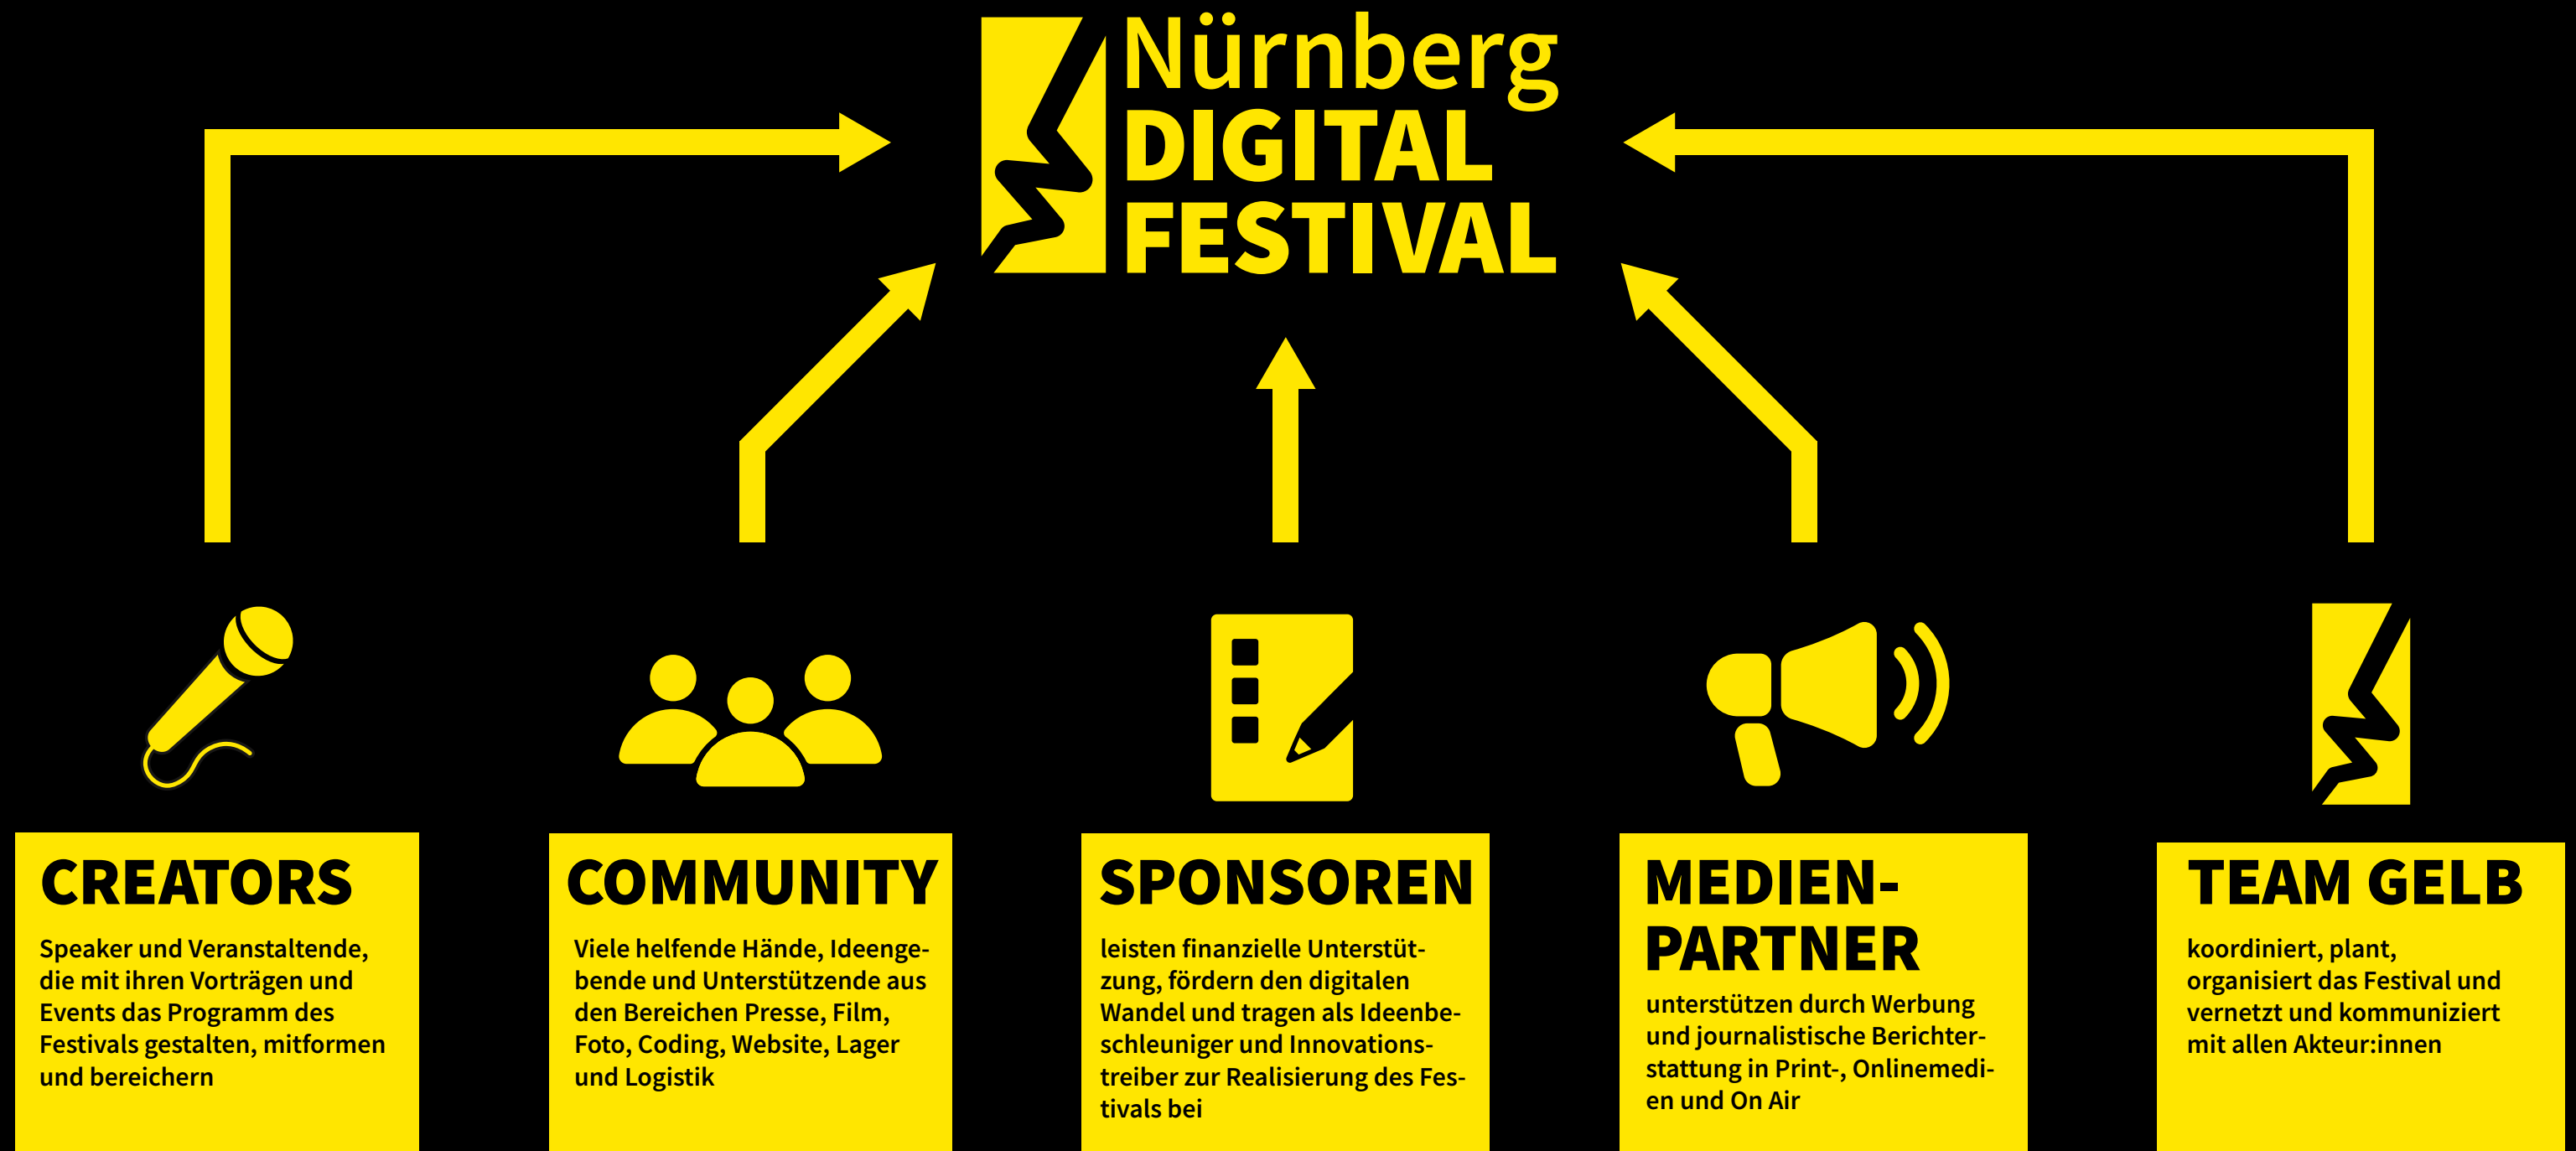 Nürnberg
DIGITAL
FESTIVAL
CREATORS
Speaker und Veranstaltende,
die mit ihren Vorträgen und
Events das Programm des
Festivals gestalten, mitformen
und bereichern
COMMUNITY
Viele helfende Hände, Ideenge-
bende und Unterstützende aus
den Bereichen Presse, Film,
Foto, Coding, Website, Lager
und Logistik
SPONSOREN
leisten finanzielle Unterstüt-
zung, fördern den digitalen
Wandel und tragen als Ideenbe-
schleuniger und Innovations-
treiber zur Realisierung des Fes-
tivals bei
MEDIEN-
PARTNER
unterstützen durch Werbung
und journalistische Berichter-
stattung in Print-, Onlinemedi-
en und On Air
TEAM GELB
koordiniert, plant,
organisiert das Festival und
vernetzt und kommuniziert
mit allen Akteur:innen